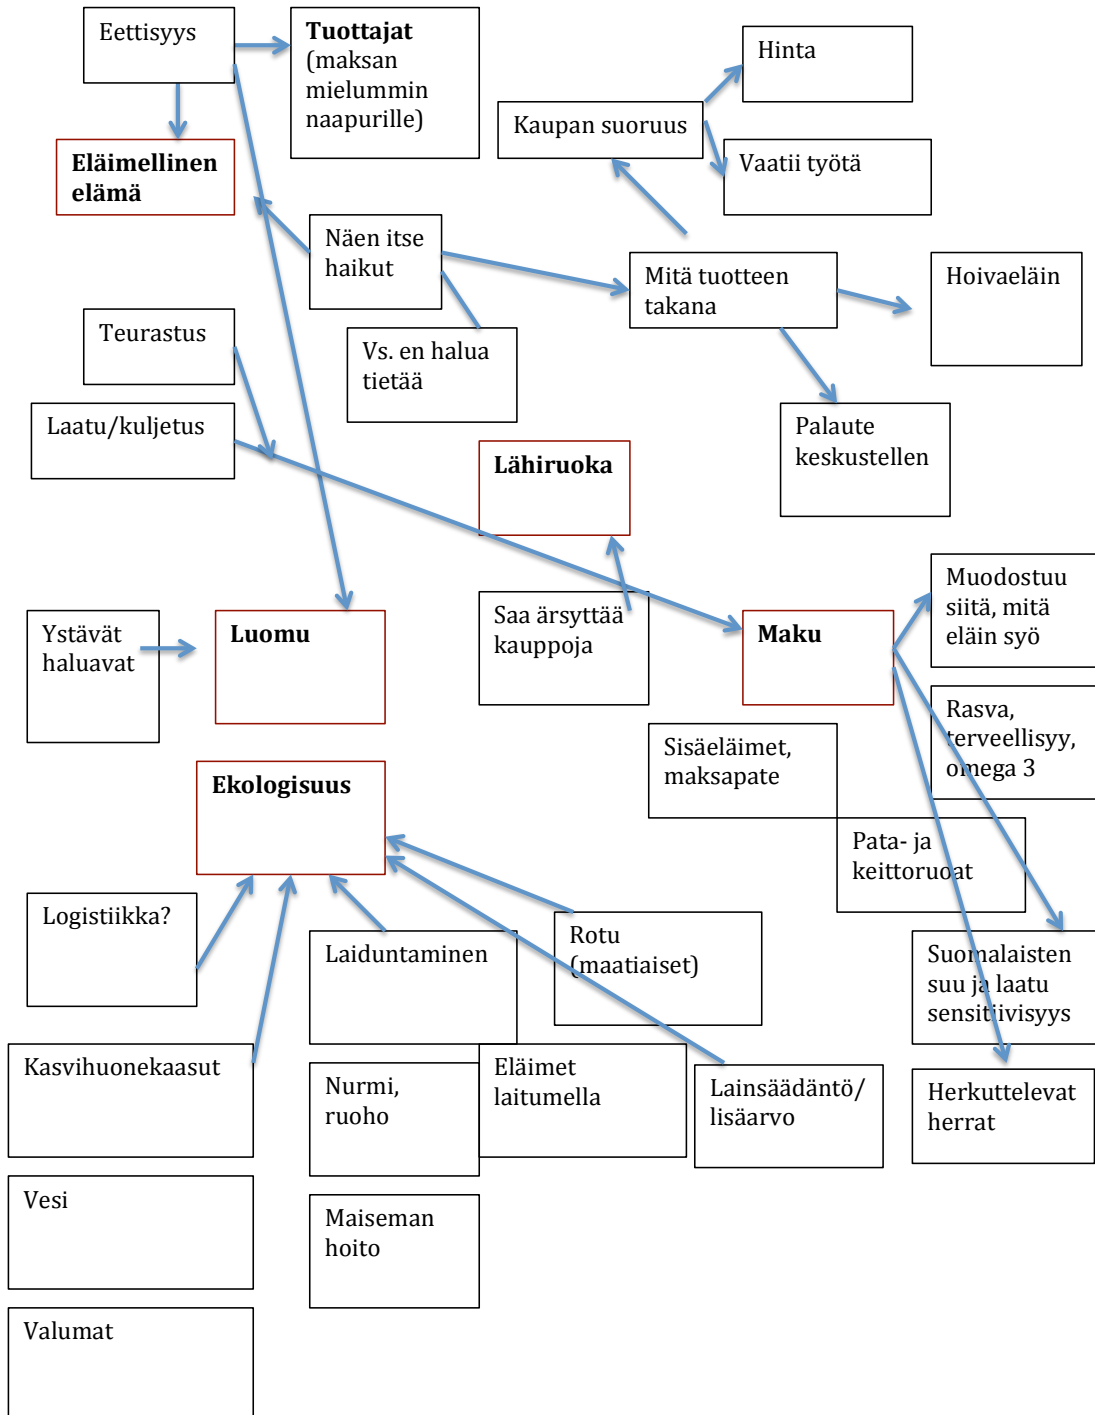 Eettisyys
Tuottajat
(maksan
mielummin
naapurille)
Hinta
Kaupan suoruus
Eläimellinen
elämä
Vaatii työtä
Näen itse
haikut
Mitä tuotteen
takana
Hoivaeläin
Teurastus
Vs. en halua
tietää
Laatu/kuljetus
Palaute
keskustellen
Lähiruoka
Muodostuu
siitä, mitä
eläin syö
Ystävät
haluavat
Luomu
Saa ärsyttää
kauppoja
Maku
Rasva,
terveellisyy,
omega 3
Sisäeläimet,
maksapate
Ekologisuus
Pata- ja
keittoruoat
Logistiikka?
Laiduntaminen
Rotu
(maatiaiset)
Suomalaisten
suu ja laatu
sensitiivisyys
Kasvihuonekaasut
Nurmi,
ruoho
Eläimet
laitumella
Lainsäädäntö/
lisäarvo
Herkuttelevat
herrat
Vesi
Maiseman
hoito
Valumat